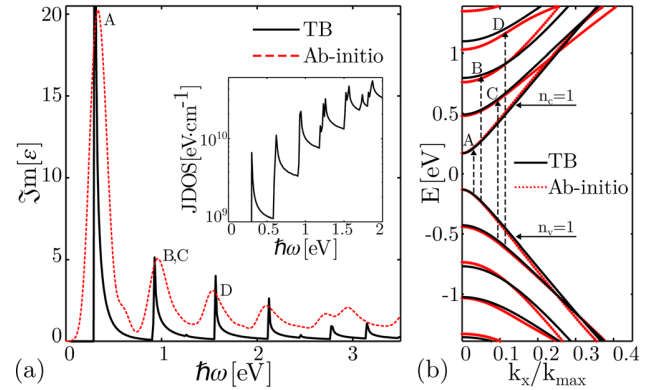 20
15
10
5
0
ℑm[ε]
A
B,C
D
TB
Ab-initio
JDOS[eV·cm⁻¹]
10¹⁰
10⁹
0 0.5 1 1.5 2
ħω[eV]
0 1 2 3
(a) ħω[eV]
E[eV]
1
0.5
0
-0.5
-1
D
B
C
A
n_c=1
TB
Ab-initio
n_v=1
0 0.1 0.2 0.3 0.4
(b) k_x/k_max